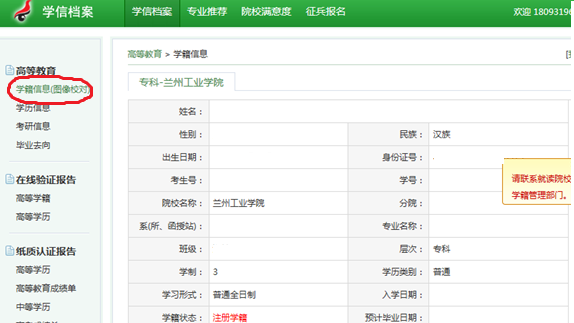 学信档案 学信档案 专业推荐 院校满意度 征兵报名 欢迎 1809319
高等教育
学籍信息(图像校对)
学历信息
考研信息
毕业去向
在线验证报告
高等学籍
高等学历
纸质认证报告
高等学历
高等教育成绩单
中等学历
高等教育 > 学籍信息
专科-兰州工业学院
姓名：
性别： 民族： 汉族
出生日期： 身份证号：
考生号： 学号：
院校名称： 兰州工业学院 分院：
系(所、函授站)： 专业名称：
班级： 层次： 专科
学制： 3 学历类别： 普通
学习形式： 普通全日制 入学日期：
学籍状态： 注册学籍 预计毕业日期：
请联系就读院校
学籍管理部门。